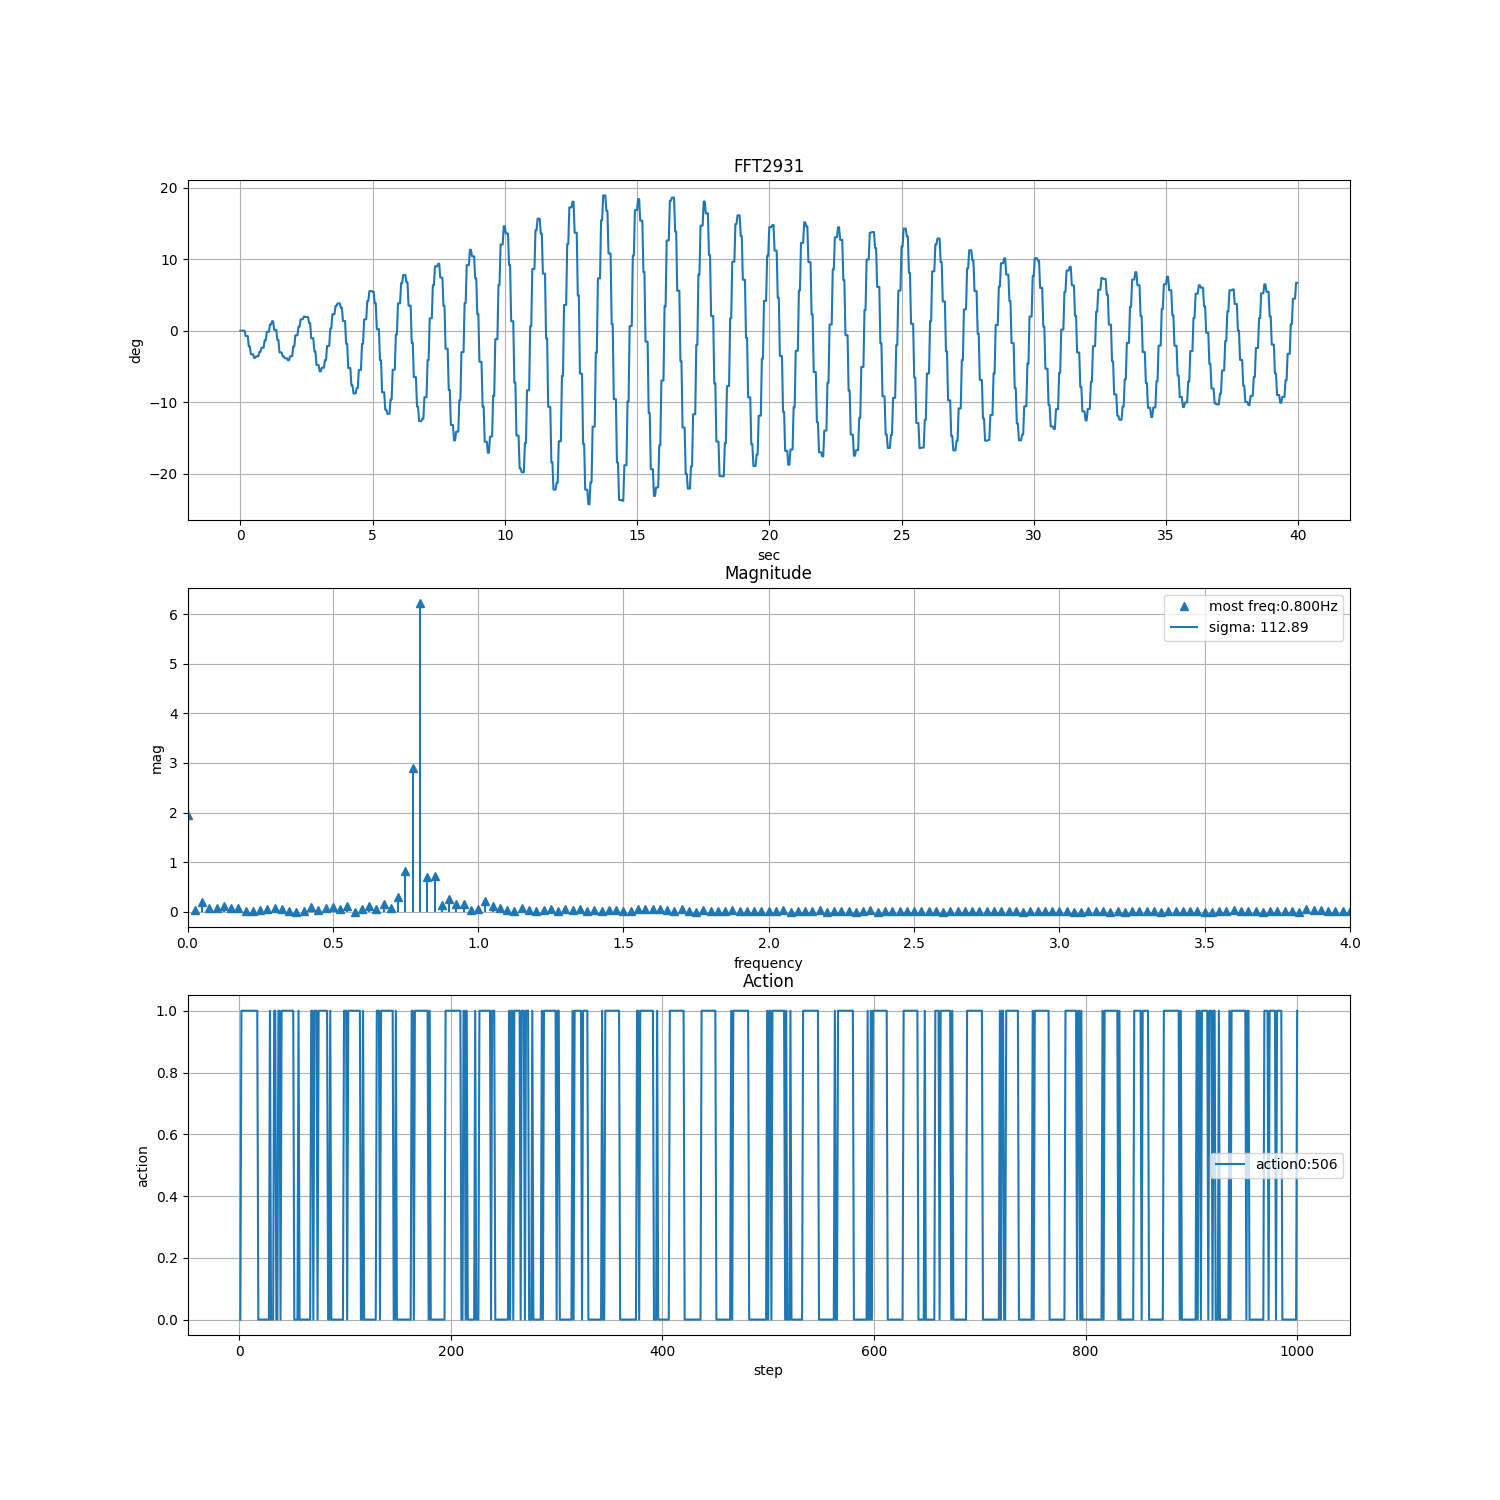 FFT2931
20
10
0
−10
−20
deg
0 5 10 15 20 25 30 35 40
sec
Magnitude
6
5
4
3
2
1
0
mag
most freq:0.800Hz
sigma: 112.89
0.0 0.5 1.0 1.5 2.0 2.5 3.0 3.5 4.0
frequency
Action
1.0
0.8
0.6
0.4
0.2
0.0
action
action0:506
0 200 400 600 800 1000
step